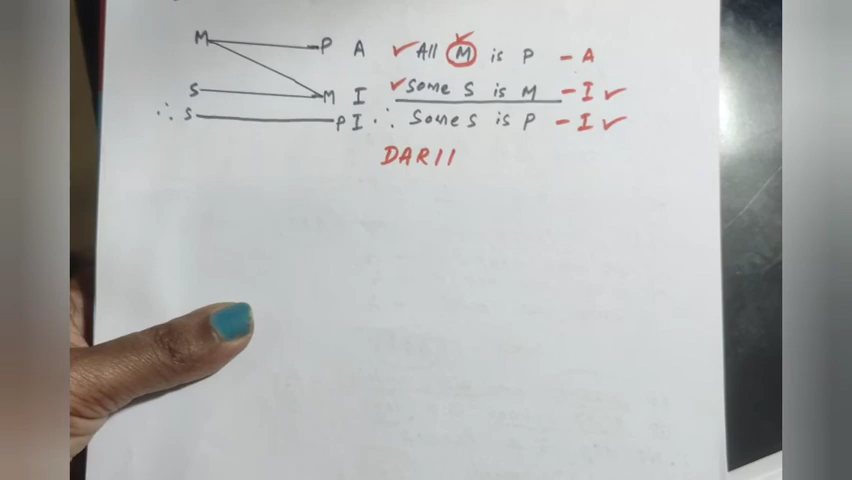 M P A ✓ All M is P - A
S M I ✓ Some S is M - I ✓
∴ S P I ∴ Some S is P - I ✓
DARII